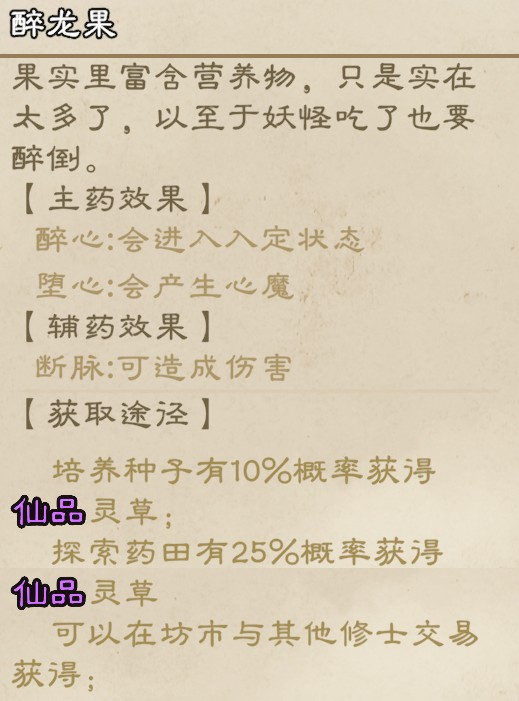 醉龙果
果实里富含营养物，只是实在
太多了，以至于妖怪吃了也要
醉倒。
【主药效果】
醉心:会进入入定状态
堕心:会产生心魔
【辅药效果】
断脉:可造成伤害
【获取途径】
培养种子有10%概率获得
仙品灵草；
探索药田有25%概率获得
仙品灵草
可以在坊市与其他修士交易
获得；